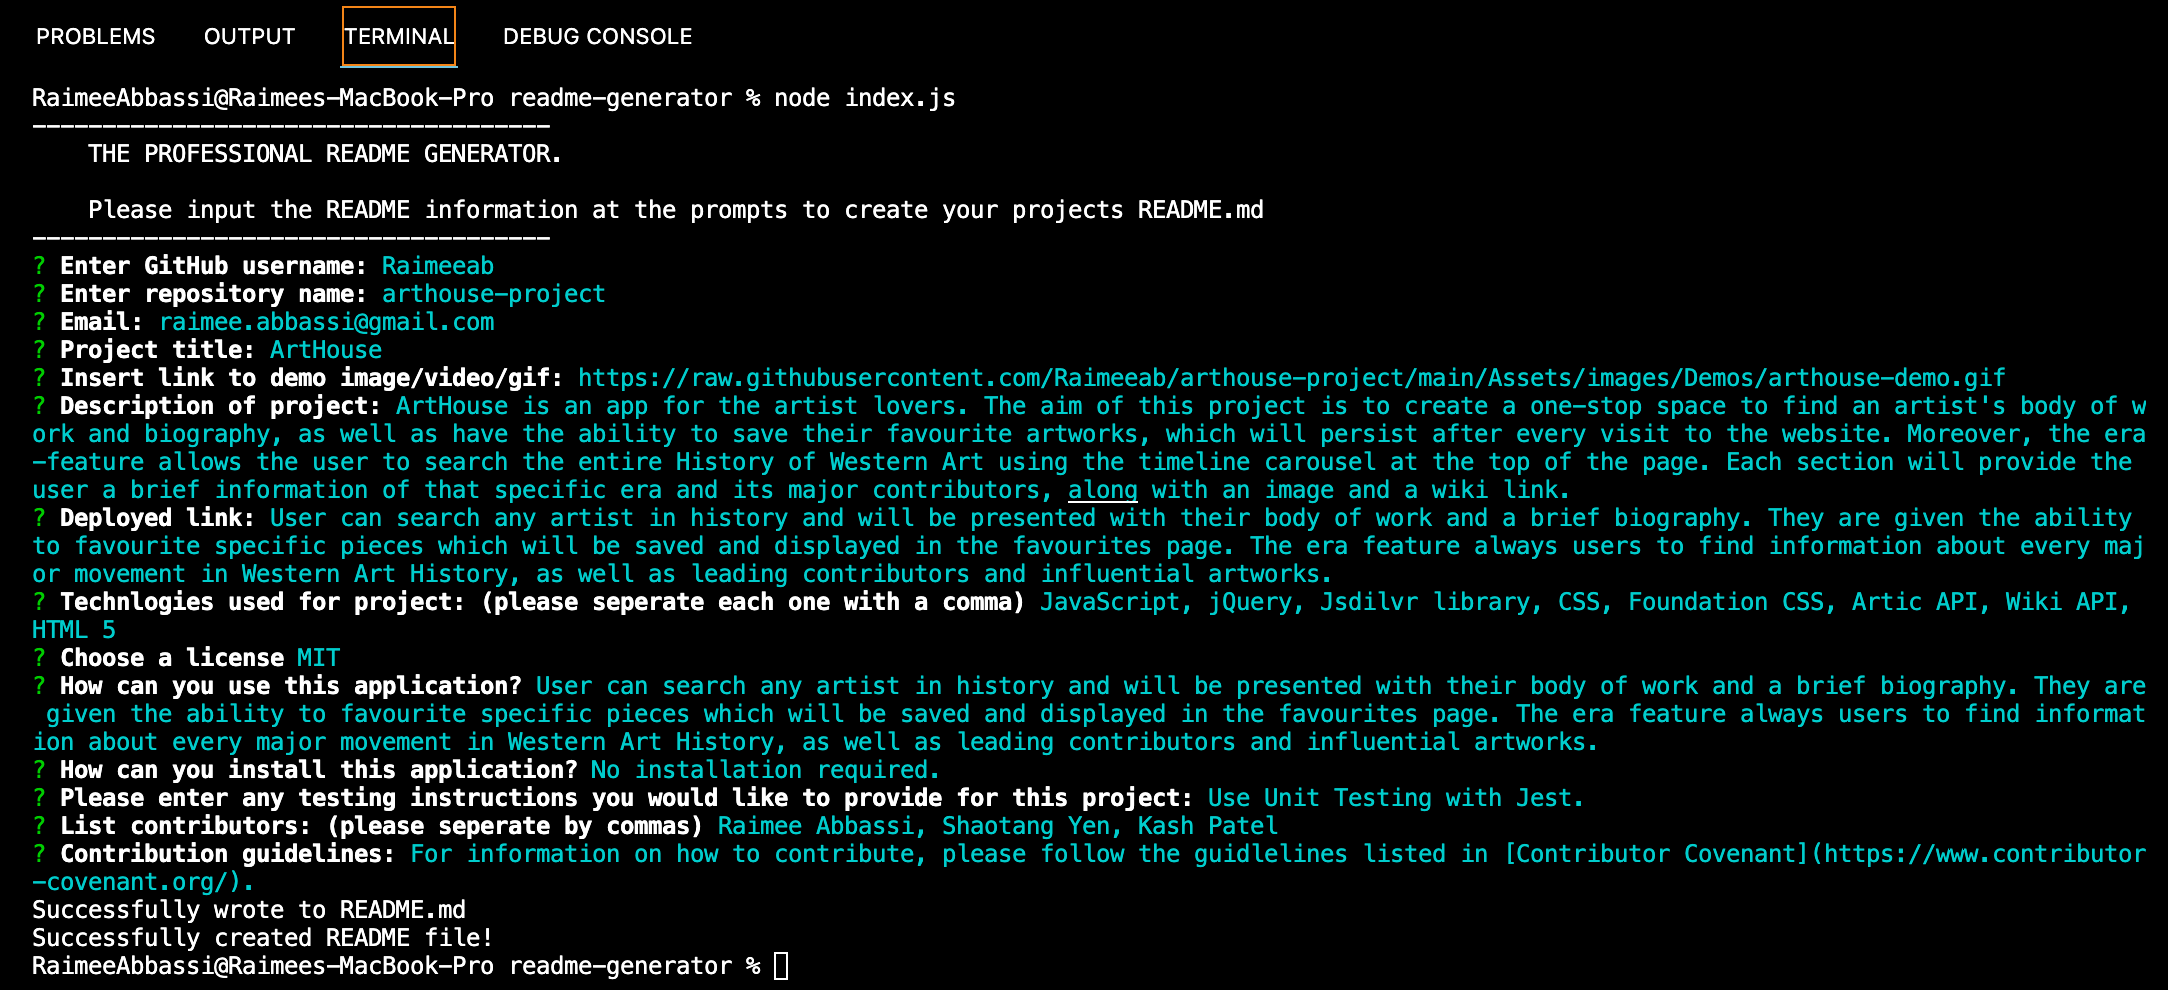 PROBLEMS OUTPUT TERMINAL DEBUG CONSOLE
RaimeeAbbassi@Raimees-MacBook-Pro readme-generator % node index.js
-------------------------------------
THE PROFESSIONAL README GENERATOR.
Please input the README information at the prompts to create your projects README.md
-------------------------------------
? Enter GitHub username: Raimeeab
? Enter repository name: arthouse-project
? Email: raimee.abbassi@gmail.com
? Project title: ArtHouse
? Insert link to demo image/video/gif: https://raw.githubusercontent.com/Raimeeab/arthouse-project/main/Assets/images/Demos/arthouse-demo.gif
? Description of project: ArtHouse is an app for the artist lovers. The aim of this project is to create a one-stop space to find an artist's body of w
ork and biography, as well as have the ability to save their favourite artworks, which will persist after every visit to the website. Moreover, the era
-feature allows the user to search the entire History of Western Art using the timeline carousel at the top of the page. Each section will provide the
user a brief information of that specific era and its major contributors, along with an image and a wiki link.
? Deployed link: User can search any artist in history and will be presented with their body of work and a brief biography. They are given the ability
to favourite specific pieces which will be saved and displayed in the favourites page. The era feature always users to find information about every maj
or movement in Western Art History, as well as leading contributors and influential artworks.
? Technlogies used for project: (please seperate each one with a comma) JavaScript, jQuery, Jsdilvr library, CSS, Foundation CSS, Artic API, Wiki API,
HTML 5
? Choose a license MIT
? How can you use this application? User can search any artist in history and will be presented with their body of work and a brief biography. They are
given the ability to favourite specific pieces which will be saved and displayed in the favourites page. The era feature always users to find informat
ion about every major movement in Western Art History, as well as leading contributors and influential artworks.
? How can you install this application? No installation required.
? Please enter any testing instructions you would like to provide for this project: Use Unit Testing with Jest.
? List contributors: (please seperate by commas) Raimee Abbassi, Shaotang Yen, Kash Patel
? Contribution guidelines: For information on how to contribute, please follow the guidlelines listed in [Contributor Covenant](https://www.contributor
-covenant.org/).
Successfully wrote to README.md
Successfully created README file!
RaimeeAbbassi@Raimees-MacBook-Pro readme-generator %